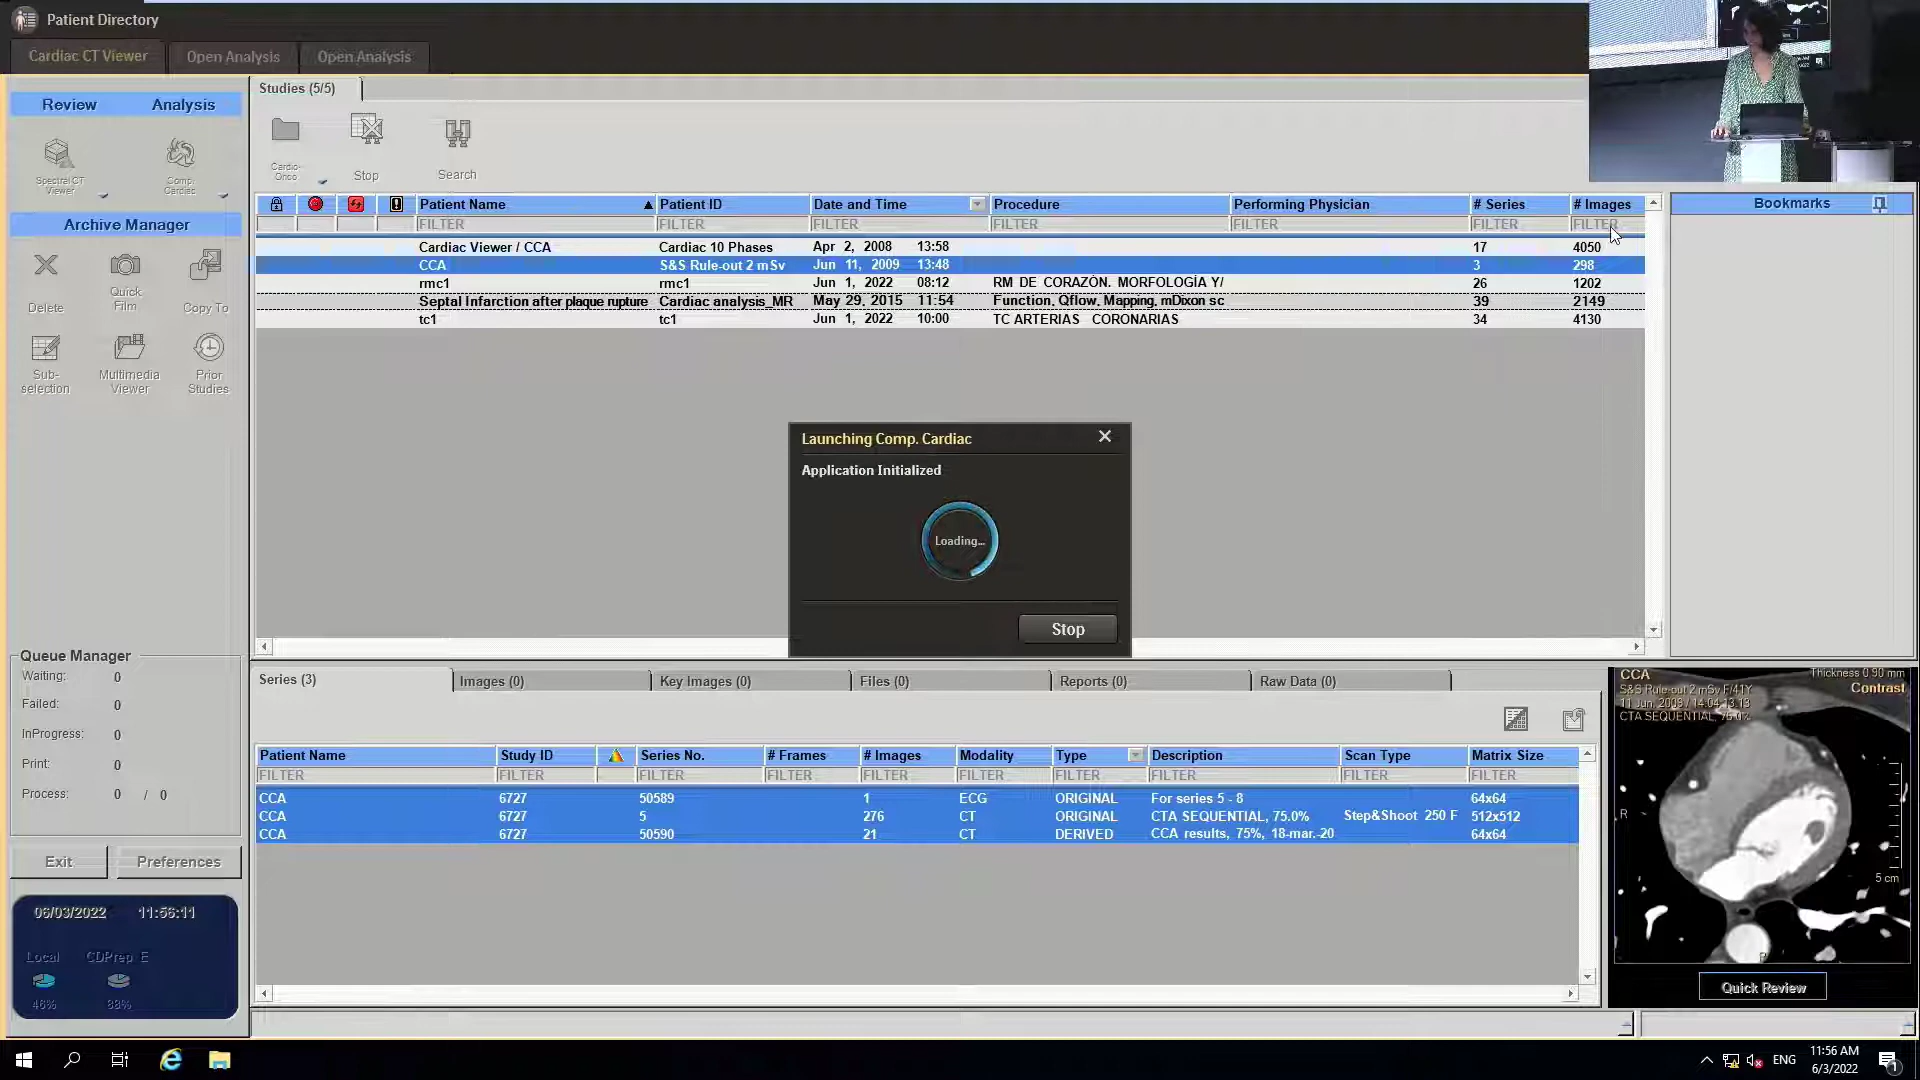 Patient Directory
Cardiac CT Viewer Open Analysis Open Analysis
Review Analysis
Spectral CT Viewer
Comp. Cardiac
Archive Manager
Delete
Quick Film
Copy To
Sub-selection
Multimedia Viewer
Prior Studies
Studies (5/5)
Cardio-Onco
Stop
Search
Patient Name Patient ID Date and Time Procedure Performing Physician # Series # Images
FILTER FILTER FILTER FILTER FILTER FILTER FILTER
Cardiac Viewer / CCA Cardiac 10 Phases Apr 2, 2008 13:58 17 4050
CCA S&S Rule-out 2 mSv Jun 11, 2009 13:48 3 298
rmc1 rmc1 Jun 1, 2022 08:12 RM DE CORAZÓN. MORFOLOGÍA Y/ 26 1202
Septal Infarction after plaque rupture Cardiac analysis_MR May 29, 2015 11:54 Function, Qflow, Mapping, mDixon sc 39 2149
tc1 tc1 Jun 1, 2022 10:00 TC ARTERIAS CORONARIAS 34 4130
Bookmarks
Launching Comp. Cardiac
Application Initialized
Loading...
Stop
Queue Manager
Waiting: 0
Failed: 0
InProgress: 0
Print: 0
Process: 0 / 0
Exit Preferences
06/03/2022 11:56:11
Local CDPrep E
46% 88%
Series (3) Images (0) Key Images (0) Files (0) Reports (0) Raw Data (0)
Patient Name Study ID Series No. # Frames # Images Modality Type Description Scan Type Matrix Size
FILTER FILTER FILTER FILTER FILTER FILTER FILTER FILTER FILTER FILTER
CCA 6727 50589 1 ECG ORIGINAL For series 5 - 8 64x64
CCA 6727 5 276 CT ORIGINAL CTA SEQUENTIAL, 75.0% Step&Shoot 250 F 512x512
CCA 6727 50590 21 CT DERIVED CCA results, 75%, 18-mar.-20 64x64
CCA Thickness 0.90 mm
S&S Rule-out 2 mSv F/41Y Contrast
11 Jun, 2009 / 14:04:13.13
CTA SEQUENTIAL, 75.0%
R
5 cm
Quick Review
ENG
11:56 AM
6/3/2022
1